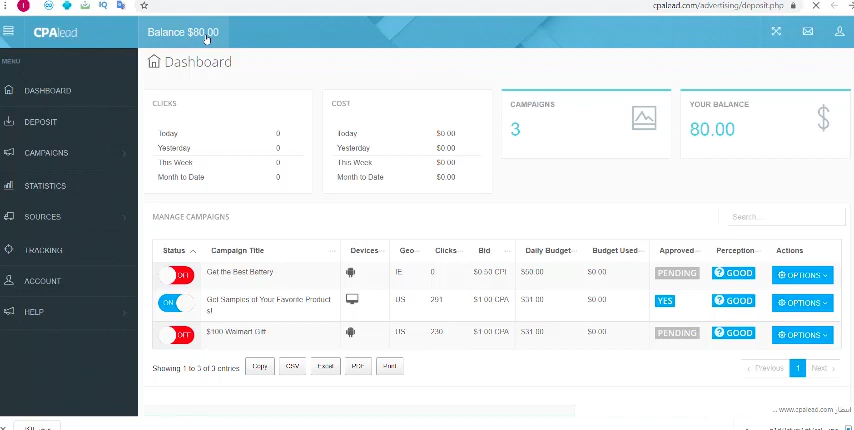 cpalead.com/advertising/deposit.php
CPAlead
Balance $80.00
MENU
DASHBOARD
DEPOSIT
CAMPAIGNS
STATISTICS
SOURCES
TRACKING
ACCOUNT
HELP
Dashboard
CLICKS
Today 0
Yesterday 0
This Week 0
Month to Date 0
COST
Today $0.00
Yesterday $0.00
This Week $0.00
Month to Date $0.00
CAMPAIGNS
3
YOUR BALANCE
80.00
$
MANAGE CAMPAIGNS
Search...
Status Campaign Title Devices Geo Clicks Bid Daily Budget Budget Used Approved Perception Actions
OFF Get the Best Bettery IE 0 $0.50 CPI $50.00 $0.00 PENDING GOOD OPTIONS
ON Got Samples of Your Favorite Product US 291 $1.00 CPA $31.00 $0.00 YES GOOD OPTIONS
s!
OFF $100 Walmart Gift US 230 $1.00 CPA $31.00 $0.00 PENDING GOOD OPTIONS
Showing 1 to 3 of 3 entries Copy CSV Excel PDF Print
‹ Previous 1 Next ›
... www.cpalead.com